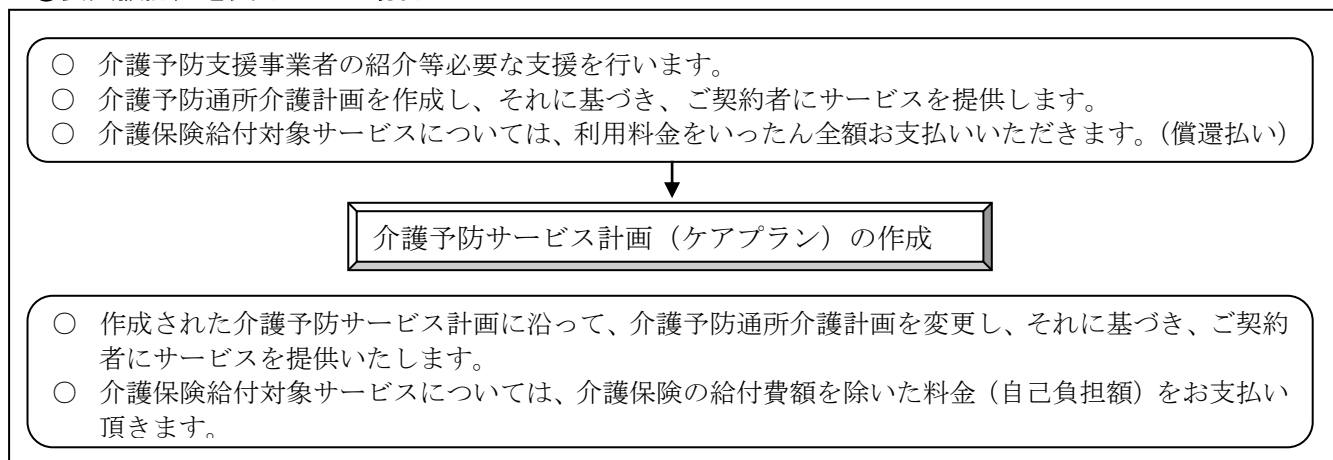 ○ 介護予防支援事業者の紹介等必要な支援を行います。
○ 介護予防通所介護計画を作成し、それに基づき、ご契約者にサービスを提供します。
○ 介護保険給付対象サービスについては、利用料金をいったん全額お支払いいただきます。（償還払い）
介護予防サービス計画（ケアプラン）の作成
○ 作成された介護予防サービス計画に沿って、介護予防通所介護計画を変更し、それに基づき、ご契約
者にサービスを提供いたします。
○ 介護保険給付対象サービスについては、介護保険の給付費額を除いた料金（自己負担額）をお支払い
頂きます。